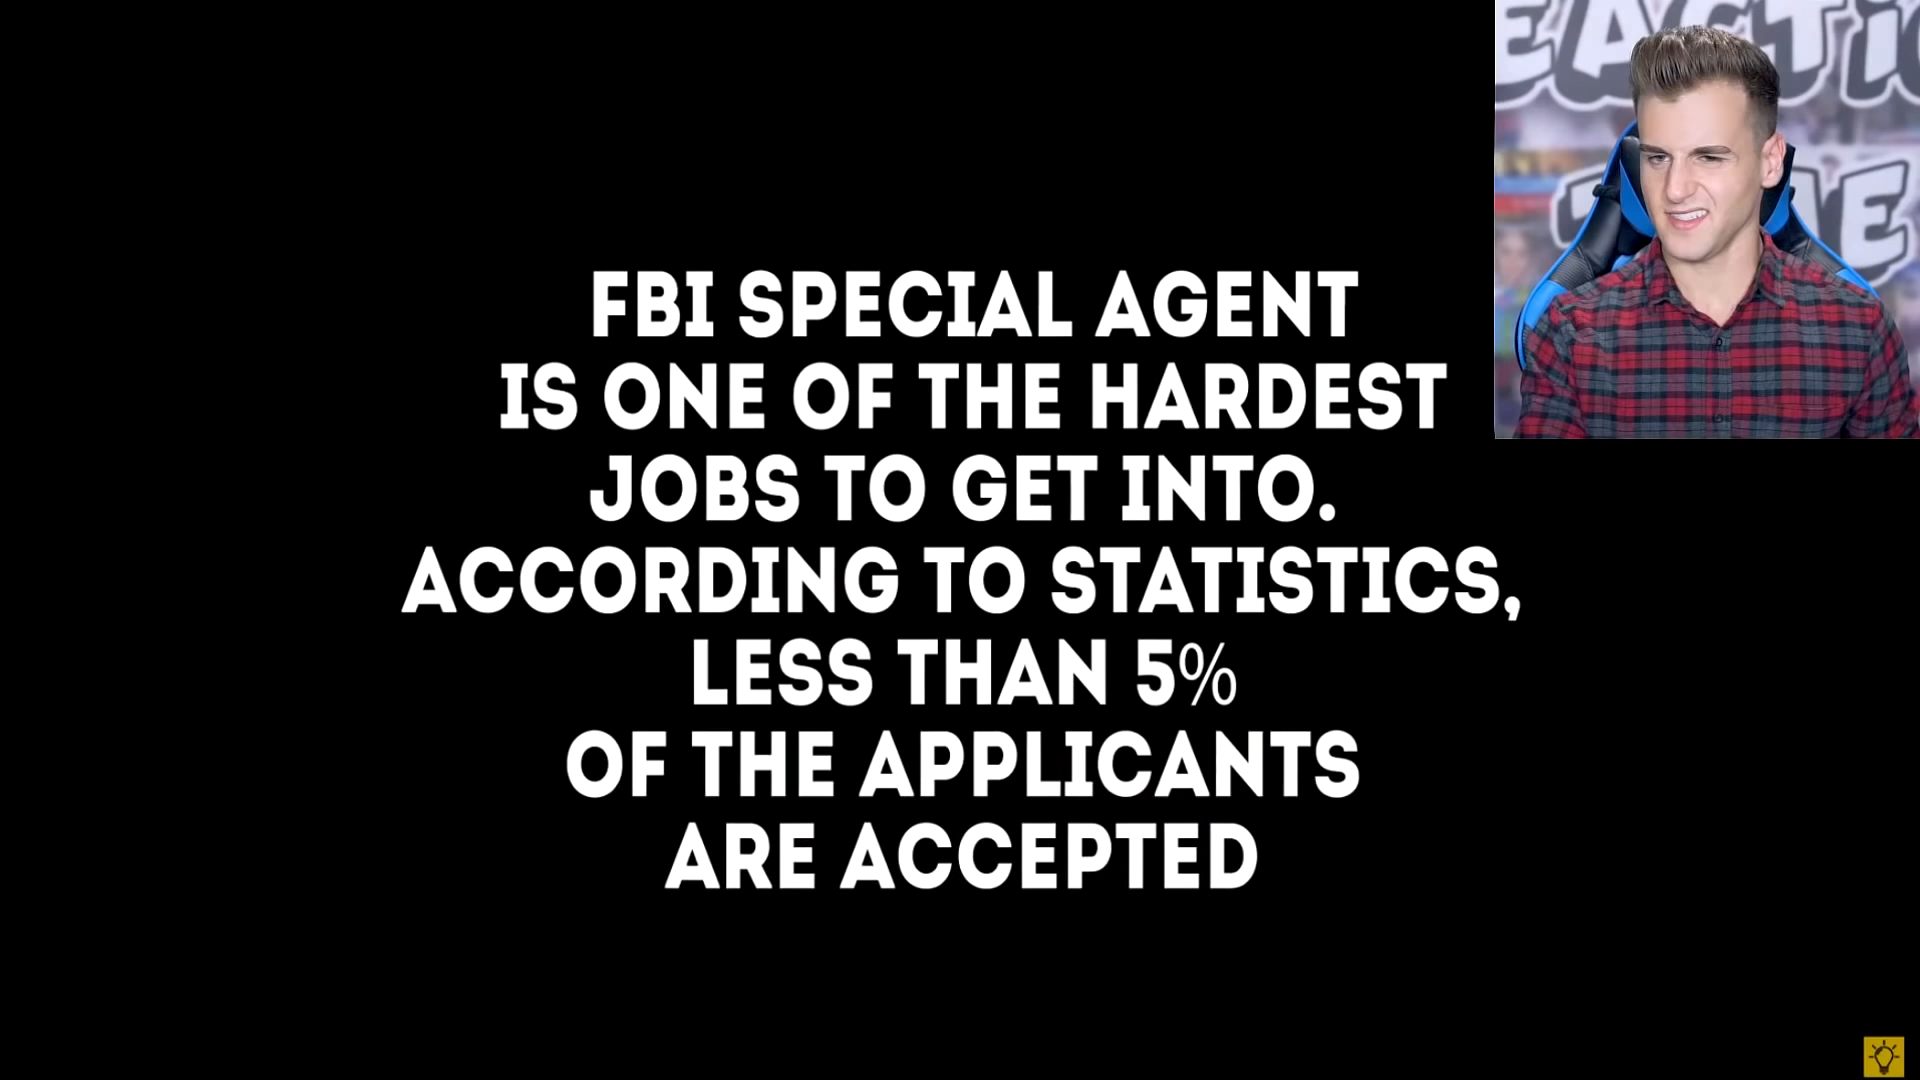 FBI SPECIAL AGENT
IS ONE OF THE HARDEST
JOBS TO GET INTO.
ACCORDING TO STATISTICS,
LESS THAN 5%
OF THE APPLICANTS
ARE ACCEPTED